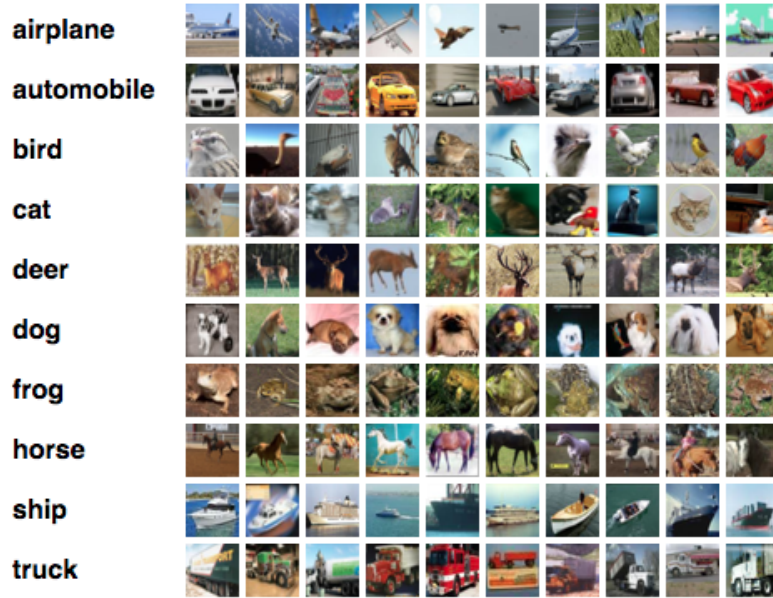 airplane
automobile
bird
cat
deer
dog
frog
horse
ship
truck